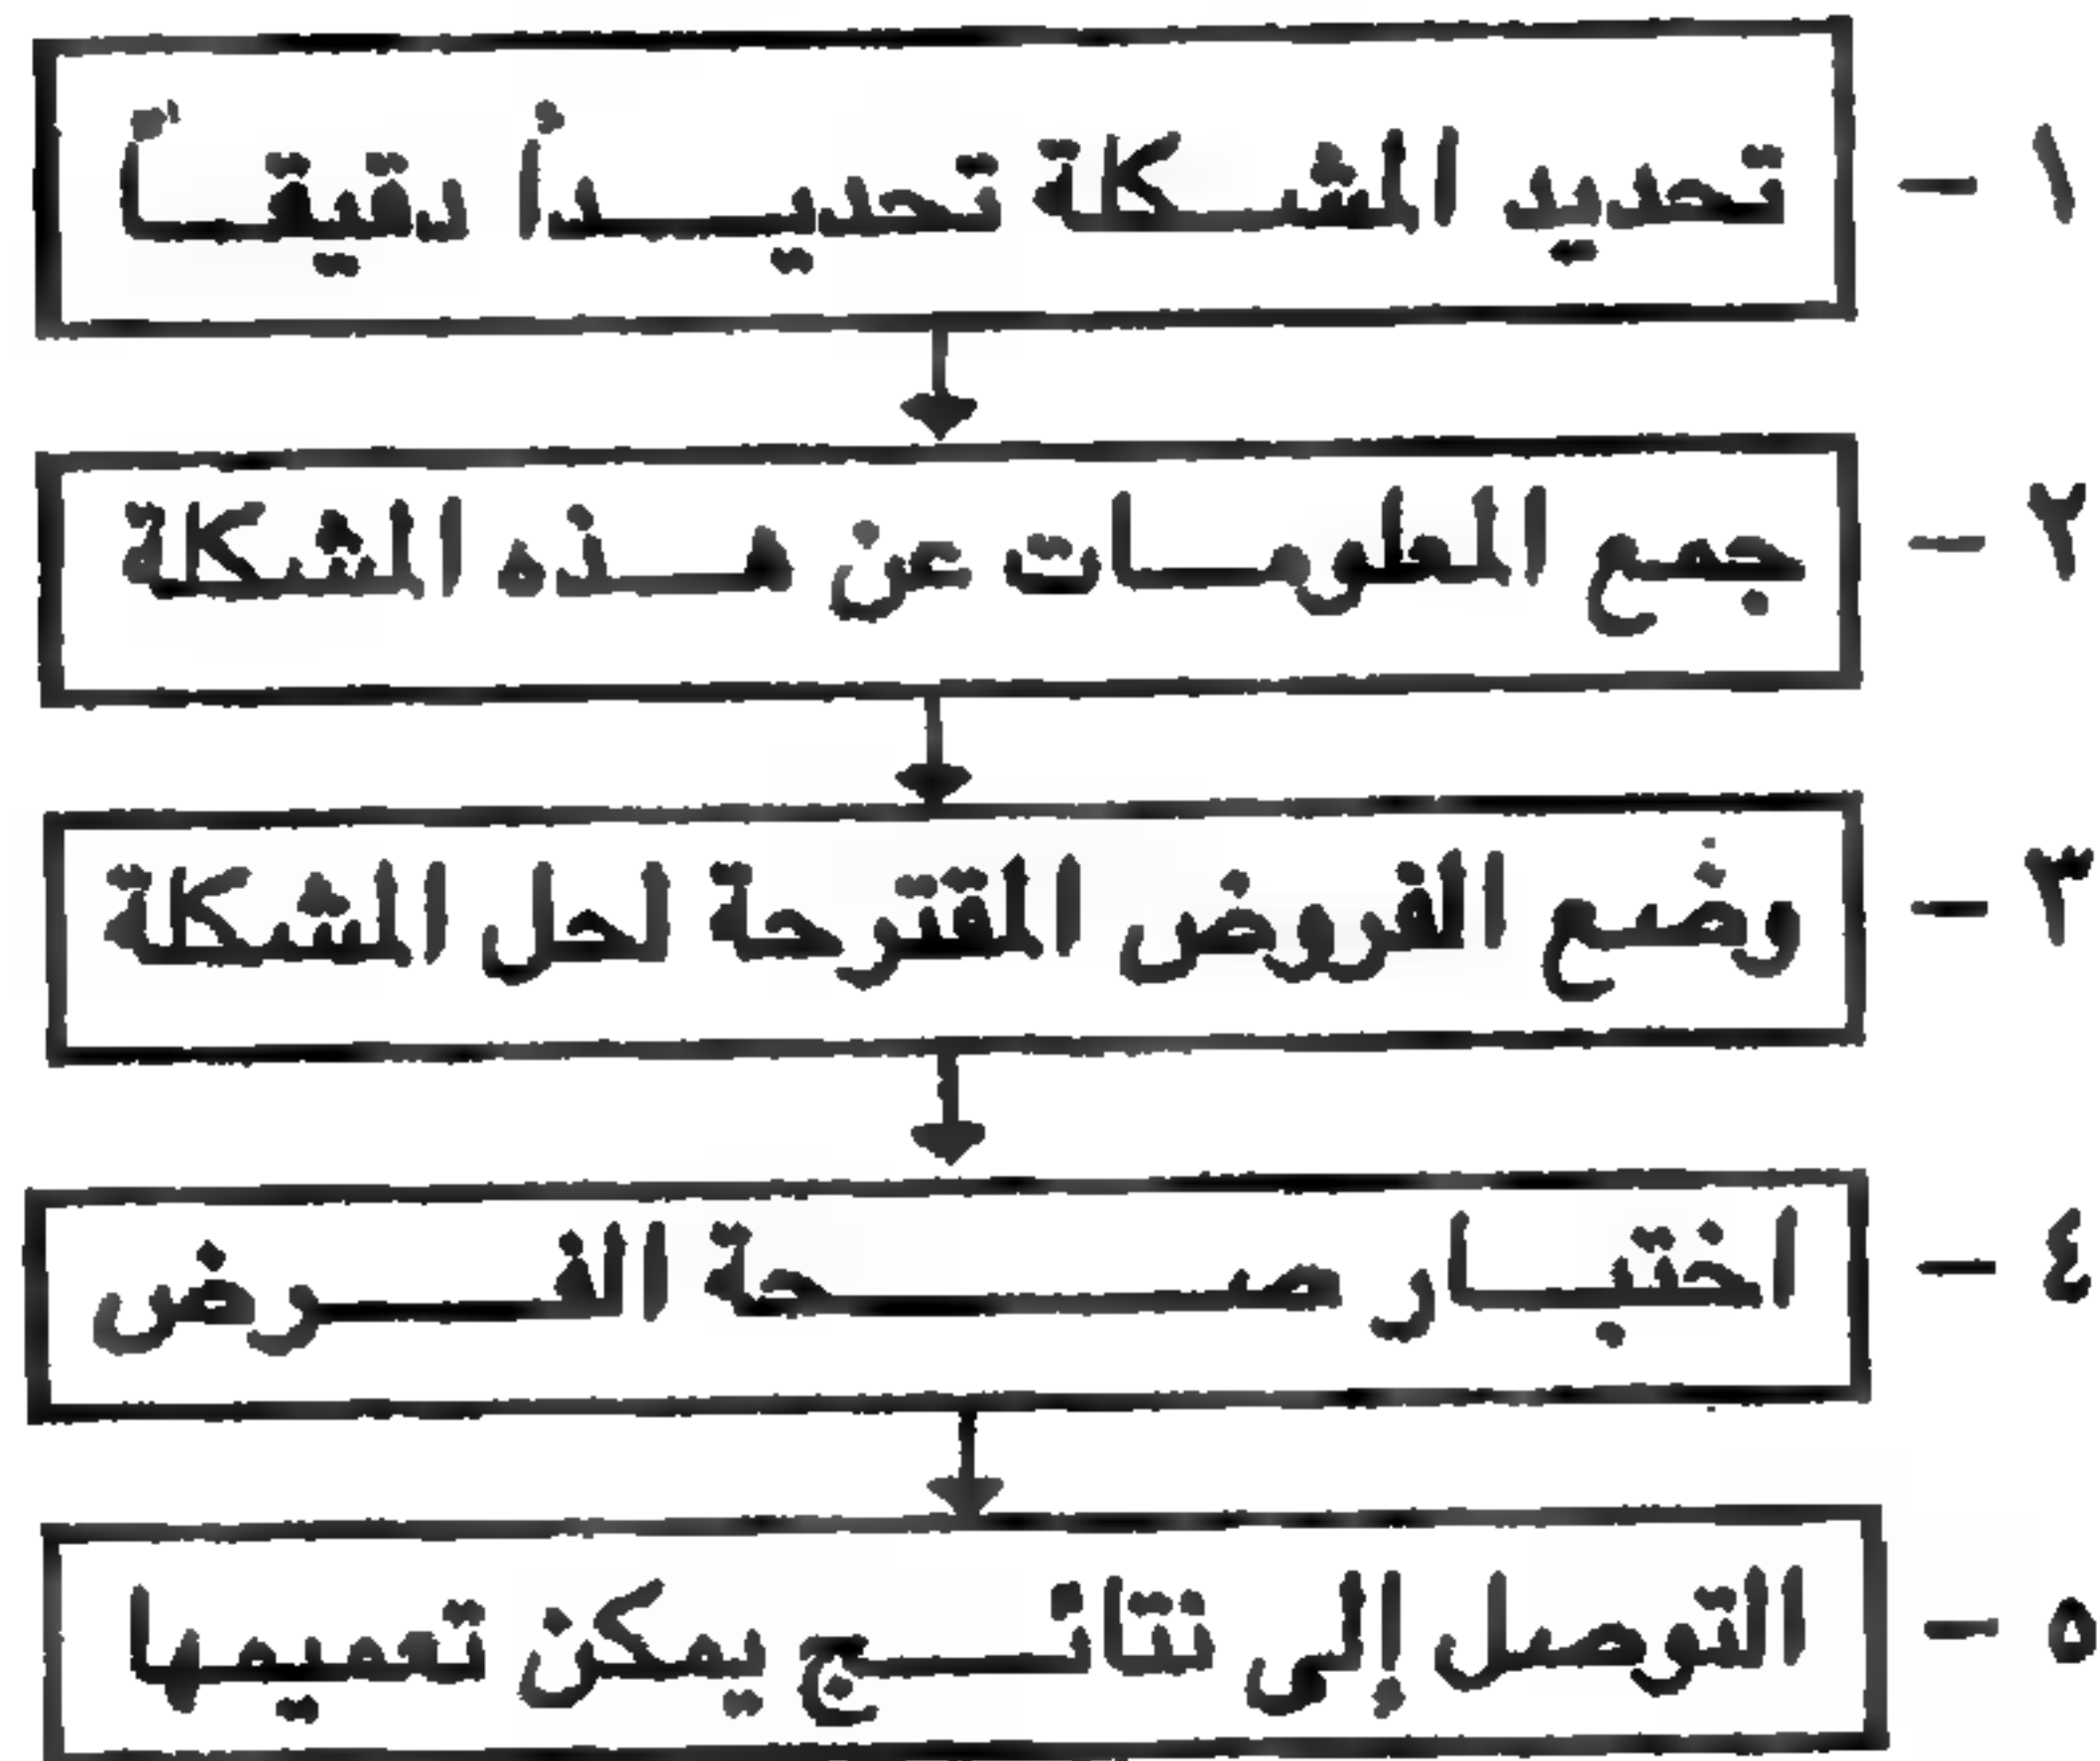 ١ - تحديد المشكلة تحديداً دقيقاً
٢ - جمع المعلومات عن هذه المشكلة
٣ - وضع الفروض المقترحة لحل المشكلة
٤ - اختبار صحة الفرض
٥ - التوصل إلى نتائج يمكن تعميمها